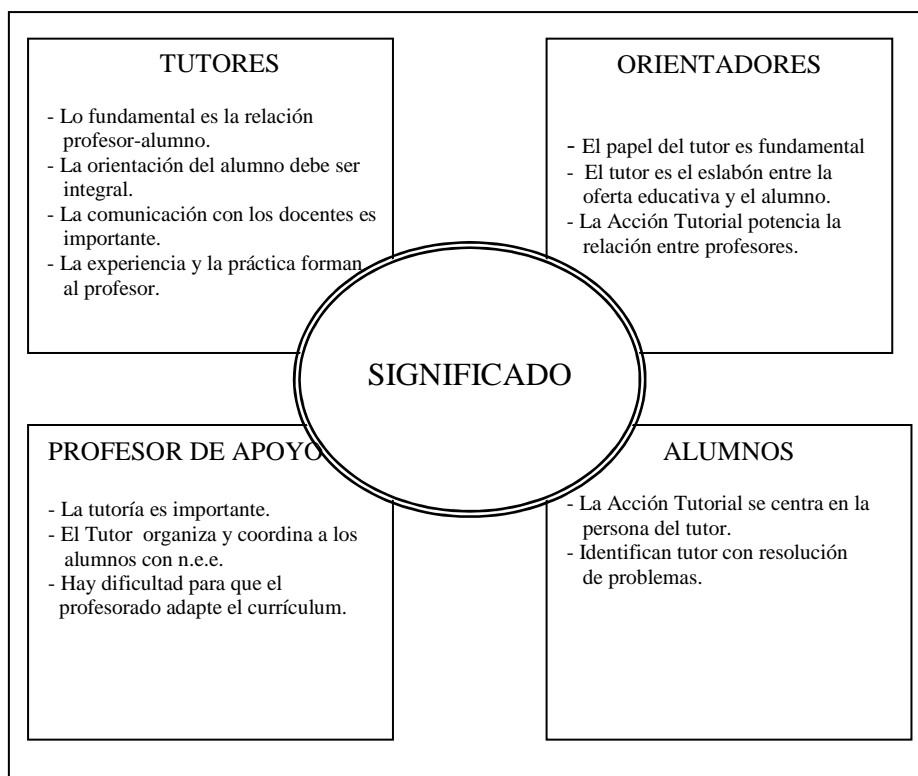 TUTORES
- Lo fundamental es la relación
profesor-alumno.
- La orientación del alumno debe ser
integral.
- La comunicación con los docentes es
importante.
- La experiencia y la práctica forman
al profesor.
ORIENTADORES
- El papel del tutor es fundamental
- El tutor es el eslabón entre la
oferta educativa y el alumno.
- La Acción Tutorial potencia la
relación entre profesores.
SIGNIFICADO
PROFESOR DE APOYO
- La tutoría es importante.
- El Tutor organiza y coordina a los
alumnos con n.e.e.
- Hay dificultad para que el
profesorado adapte el currículum.
ALUMNOS
- La Acción Tutorial se centra en la
persona del tutor.
- Identifican tutor con resolución
de problemas.